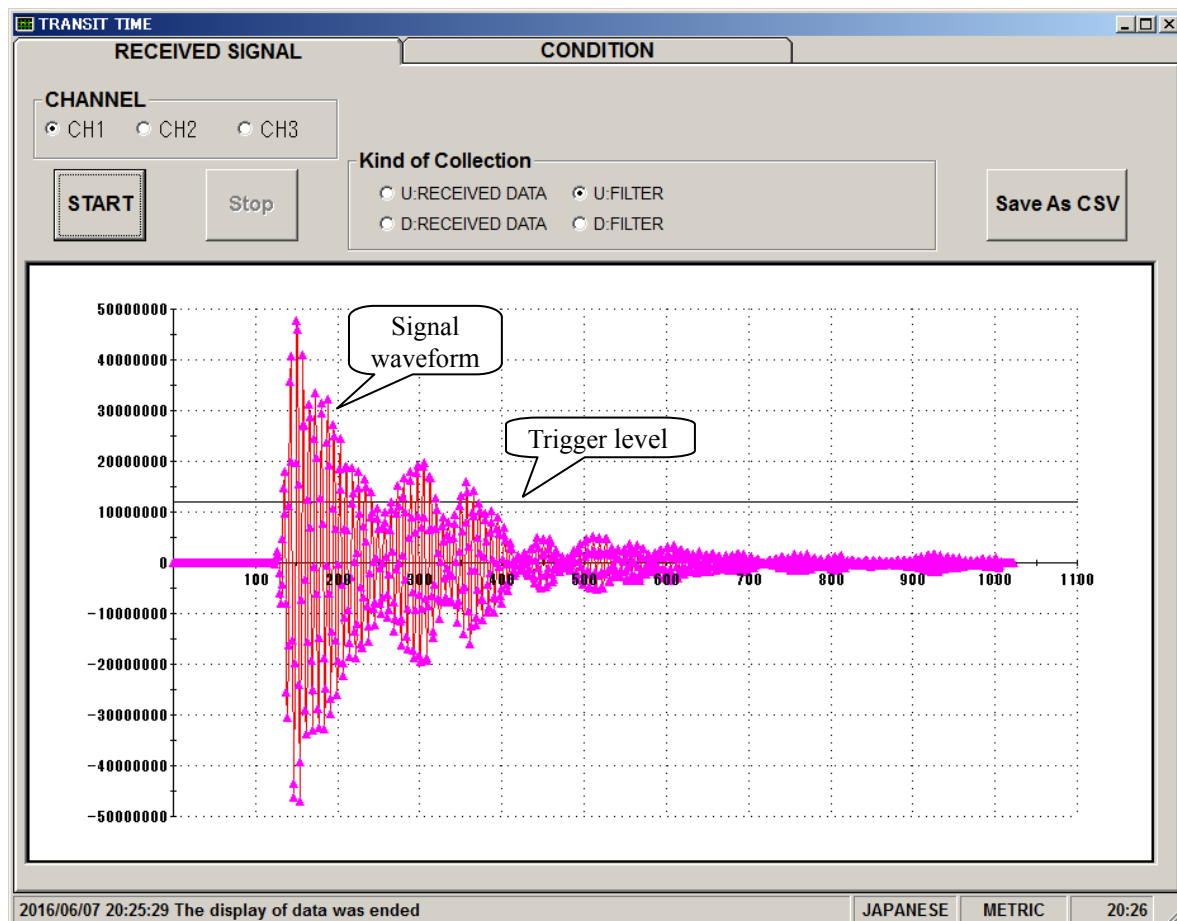 TRANSIT TIME
RECEIVED SIGNAL
CONDITION
CHANNEL
CH1
CH2
CH3
Kind of Collection
START
Stop
U:RECEIVED DATA
U:FILTER
D:RECEIVED DATA
D:FILTER
Save As CSV
50000000
40000000
30000000
20000000
10000000
0
-10000000
-20000000
-30000000
-40000000
-50000000
Signal
waveform
Trigger level
100 200 300 400 500 600 700 800 900 1000 1100
2016/06/07 20:25:29 The display of data was ended
JAPANESE
METRIC
20:26